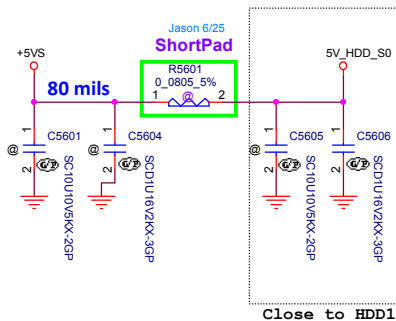 Jason 6/25
ShortPad
+5VS
R5601
5V_HDD_S0
0_0805_5%
80 mils
1
@
2
1
C5601
1
C5604
1
C5605
1
C5606
@
@
2
G/P
2
G/P
2
G/P
2
G/P
SC10U10V5KX-2GP
SCD1U16V2KX-3GP
SC10U10V5KX-2GP
SCD1U16V2KX-3GP
Close to HDD1